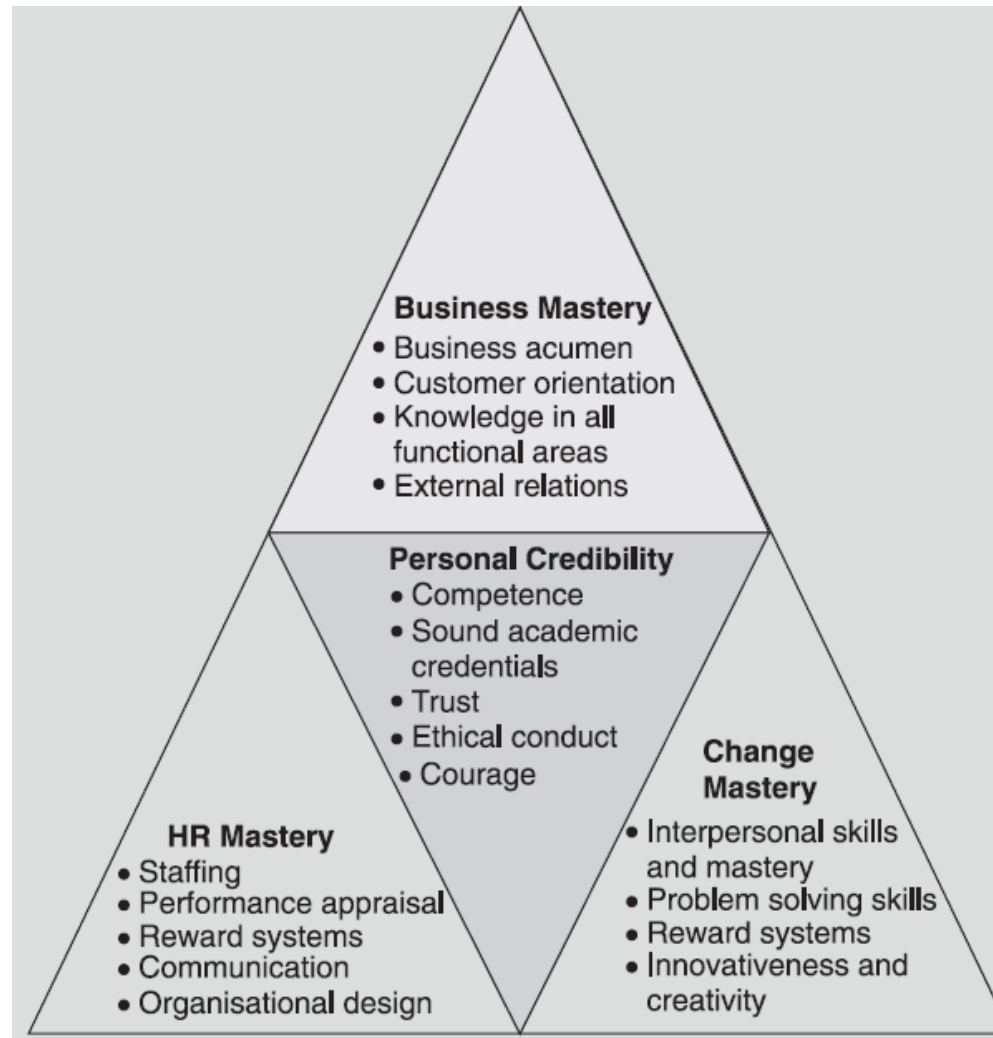 Business Mastery
• Business acumen
• Customer orientation
• Knowledge in all
functional areas
• External relations
Personal Credibility
• Competence
• Sound academic
credentials
• Trust
• Ethical conduct
• Courage
HR Mastery
• Staffing
• Performance appraisal
• Reward systems
• Communication
• Organisational design
Change
Mastery
• Interpersonal skills
and mastery
• Problem solving skills
• Reward systems
• Innovativeness and
creativity